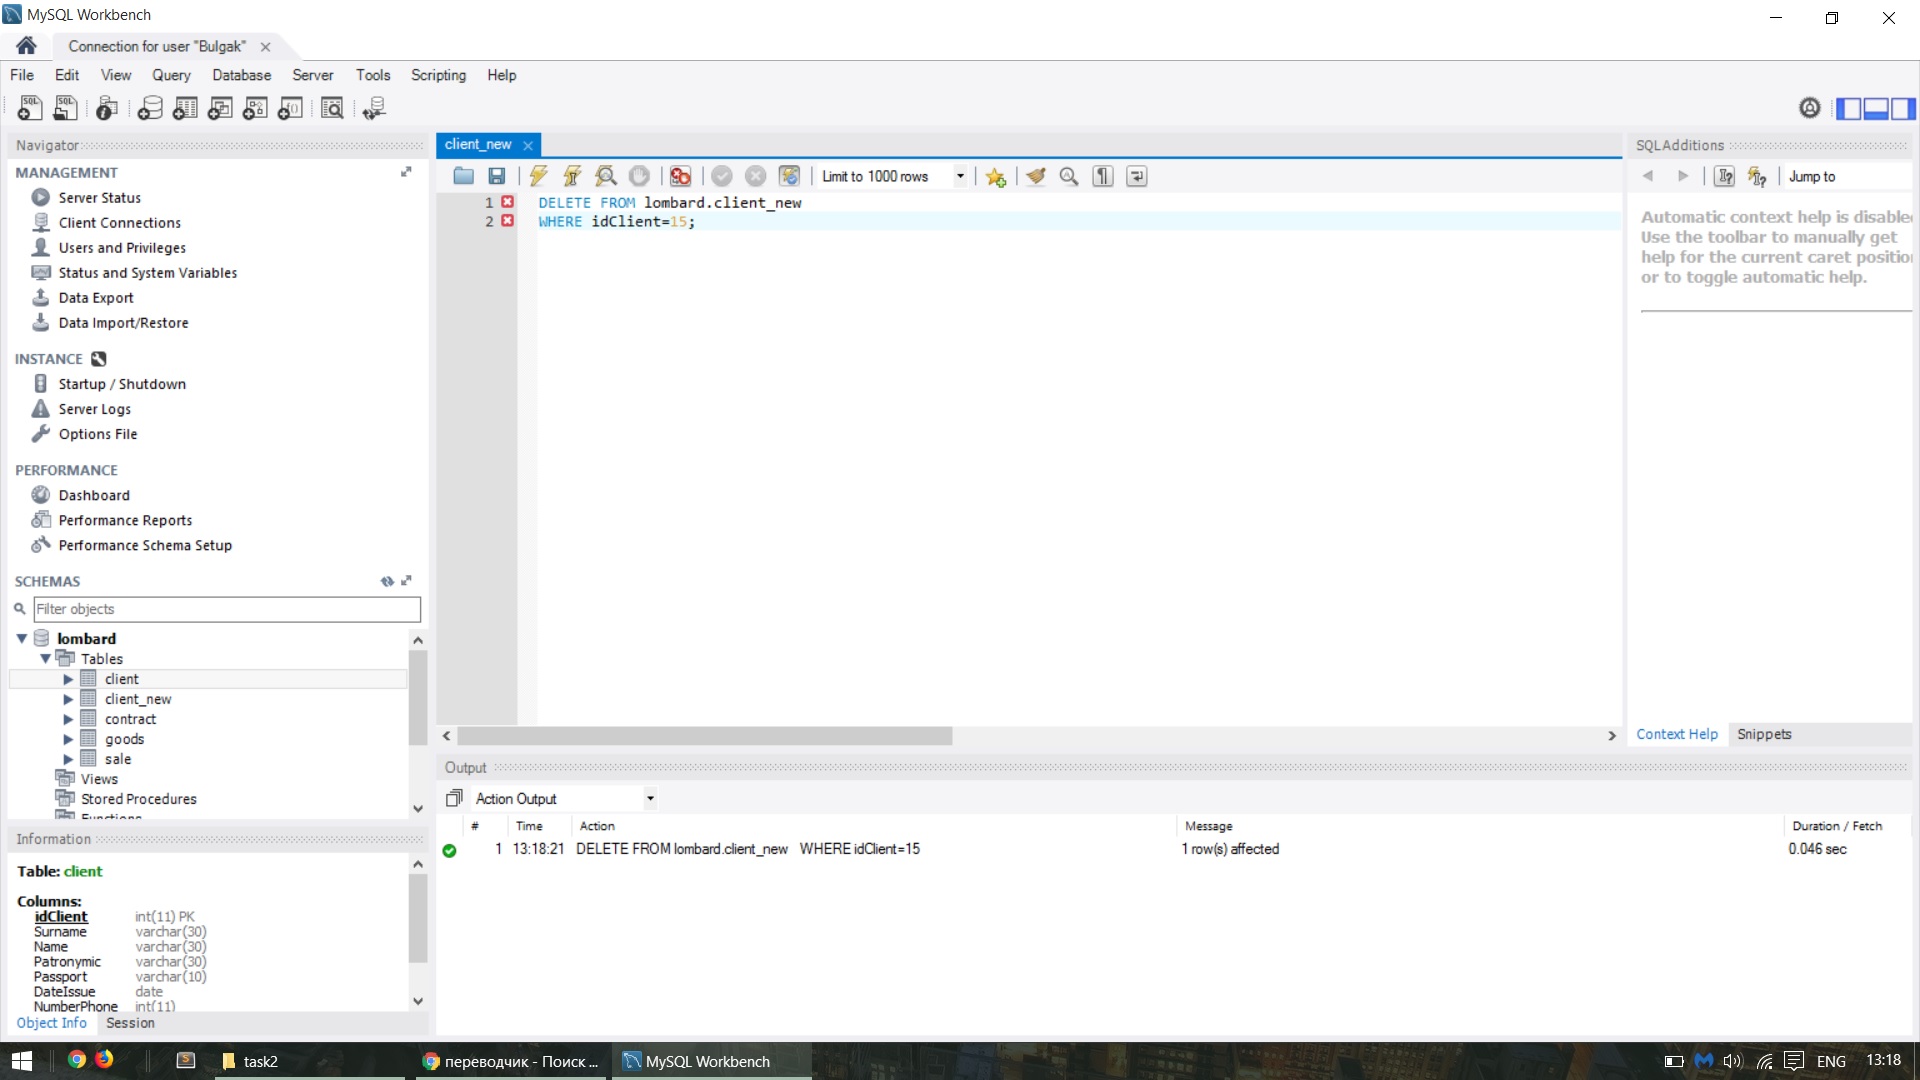 MySQL Workbench
Connection for user "Bulgak"
File Edit View Query Database Server Tools Scripting Help
Navigator
MANAGEMENT
Server Status
Client Connections
Users and Privileges
Status and System Variables
Data Export
Data Import/Restore
INSTANCE
Startup / Shutdown
Server Logs
Options File
PERFORMANCE
Dashboard
Performance Reports
Performance Schema Setup
SCHEMAS
Filter objects
lombard
Tables
client
client_new
contract
goods
sale
Views
Stored Procedures
Functions
Information
Table: client
Columns:
idClient int(11) PK
Surname varchar(30)
Name varchar(30)
Patronymic varchar(30)
Passport varchar(10)
DateIssue date
NumberPhone int(11)
Object Info Session
client_new
Limit to 1000 rows
1 DELETE FROM lombard.client_new
2 WHERE idClient=15;
SQLAdditions
Jump to
Automatic context help is disable
Use the toolbar to manually get
help for the current caret positio
or to toggle automatic help.
Context Help Snippets
Output
Action Output
# Time Action Message Duration / Fetch
1 13:18:21 DELETE FROM lombard.client_new WHERE idClient=15 1 row(s) affected 0.046 sec
task2 переводчик - Поиск ... MySQL Workbench ENG 13:18